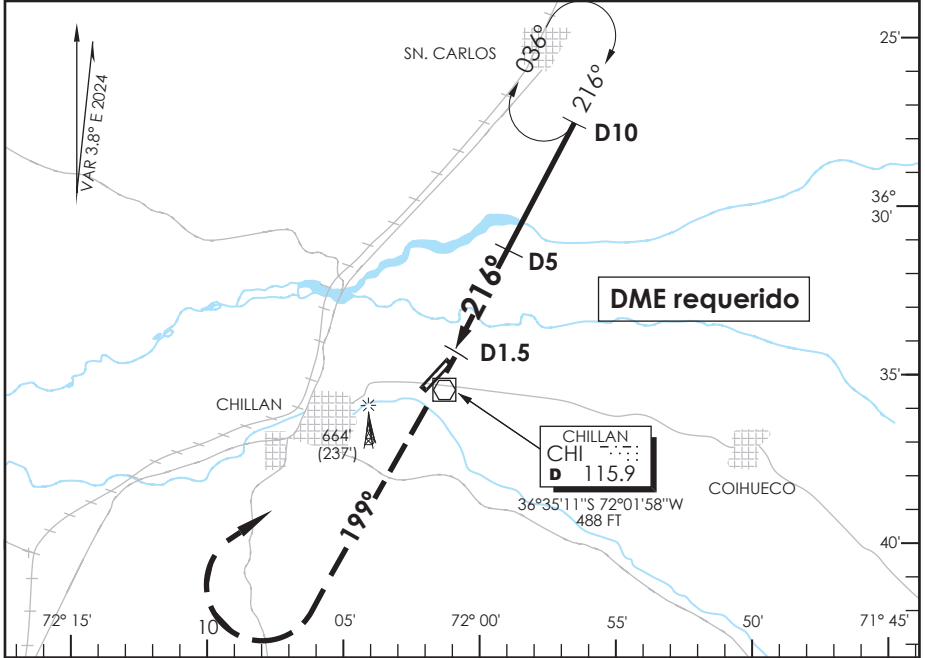 SN. CARLOS
036°
216°
25'
VAR 3.8° E 2024
D10
36°
30'
D5
216°
DME requerido
D1.5
35'
CHILLAN
664'
(237')
CHILLAN
CHI
D 115.9
36°35'11"S 72°01'58"W
488 FT
COIHUECO
199°
40'
72° 15'
10
05'
72° 00'
55'
50'
71° 45'